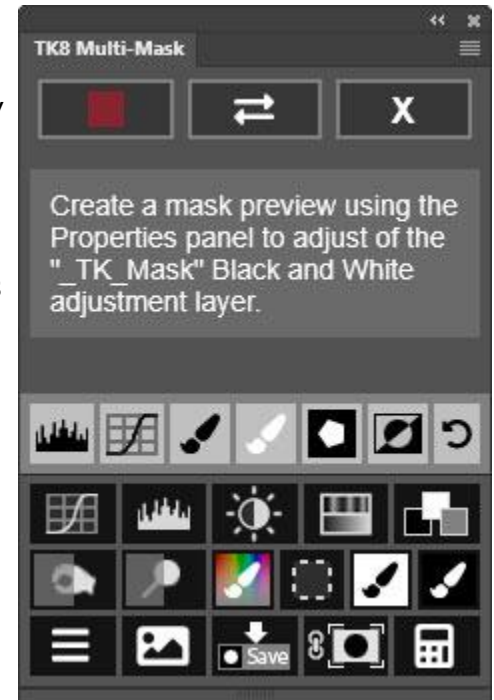 TK8 Multi-Mask
X
Create a mask preview using the
Properties panel to adjust of the
"_TK_Mask" Black and White
adjustment layer.
Save